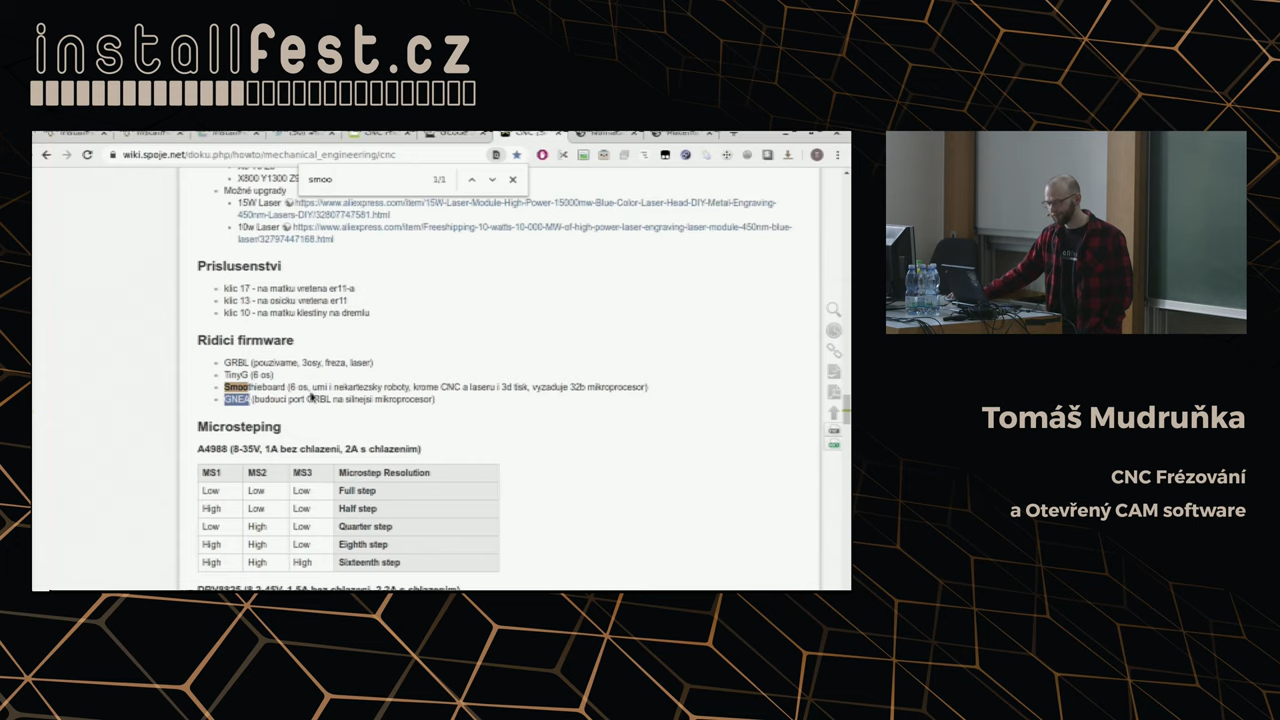 installfest.cz
wiki.spoje.net/doku.php/howto/mechanical_engineering/cnc
smoo 1/1
X800 Y1300 Z9
Možné upgrady
15W Laser https://www.aliexpress.com/item/15W-Laser-Module-High-Power-15000mw-Blue-Color-Laser-Head-DIY-Metal-Engraving-
450nm-Lasers-DIY/32807747581.html
10w Laser https://www.aliexpress.com/item/Freeshipping-10-watts-10-000-MW-of-high-power-laser-engraving-laser-module-450nm-blue-
laser/32797447168.html
Prislusenstvi
klic 17 - na matku vretena er11-a
klic 13 - na osicku vretena er11
klic 10 - na matku klestiny na dremlu
Ridici firmware
GRBL (pouzivame, 3osy, freza, laser)
TinyG (6 os)
Smoothieboard (6 os, umi i nekartezsky roboty, krome CNC a laseru i 3d tisk, vyzaduje 32b mikroprocesor)
GNEA (budouci port GRBL na silnejsi mikroprocesor)
Microsteping
A4988 (8-35V, 1A bez chlazeni, 2A s chlazenim)
MS1 MS2 MS3 Microstep Resolution
Low Low Low Full step
High Low Low Half step
Low High Low Quarter step
High High Low Eighth step
High High High Sixteenth step
Tomáš Mudruňka
CNC Frézování
a Otevřený CAM software